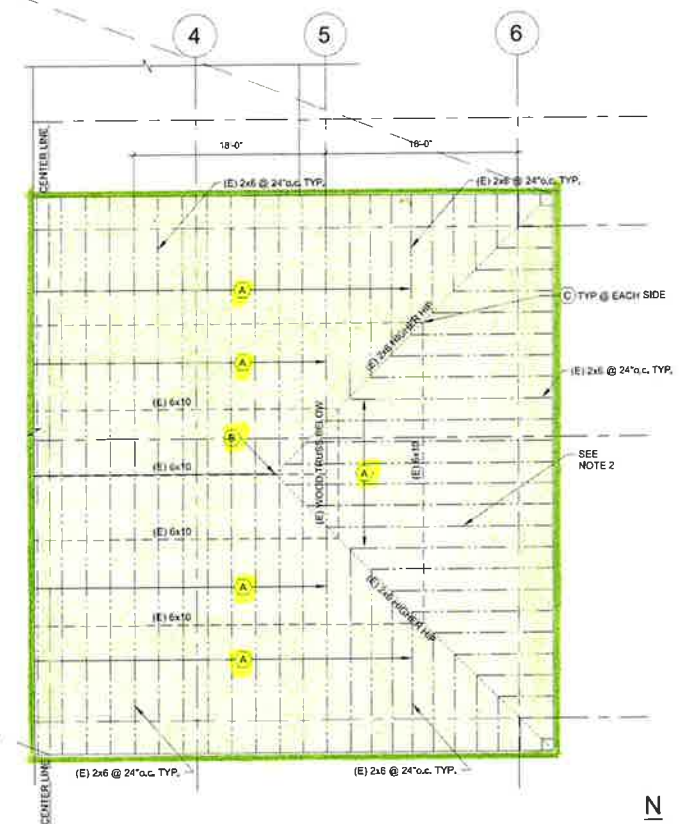 4
5
6
CENTER LINE
18'-0"
16'-0"
(E) 2x6 @ 24"o.c. TYP.
(E) 2x6 @ 24"o.c. TYP.
A
C TYP @ EACH SIDE
(E) 2x6 HIGHER HIP
A
(E) 2x6 @ 24"o.c. TYP.
(E) 6x10
B
(E) WOOD TRUSS BELOW
SEE
NOTE 2
(E) 6x10
A
(E) 6x10
(E) 6x10
A
(E) 2x6 HIGHER HIP
(E) 6x10
A
(E) 2x6 @ 24"o.c. TYP.
(E) 2x6 @ 24"o.c. TYP.
CENTER LINE
N